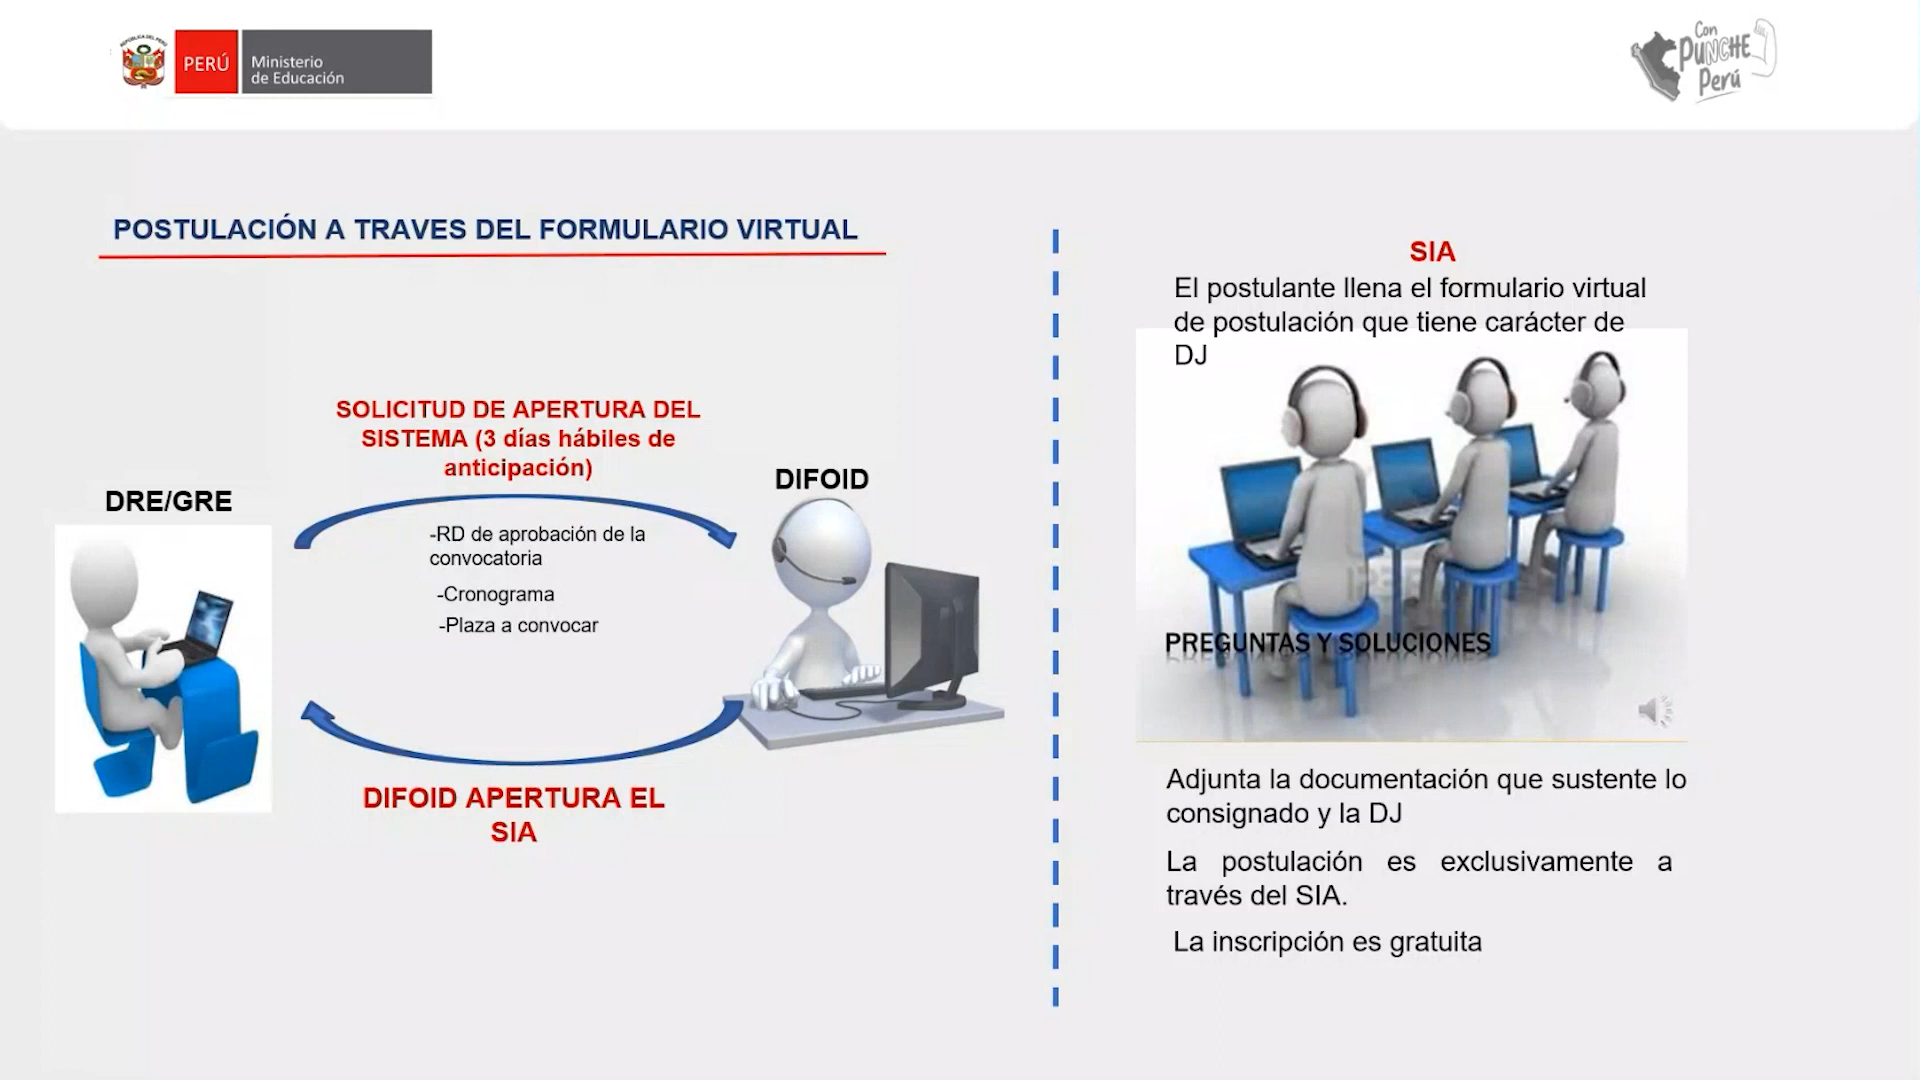 REPÚBLICA DEL PERÚ
PERÚ
Ministerio
de Educación
Con
PUNCHE
Perú
POSTULACIÓN A TRAVES DEL FORMULARIO VIRTUAL
SOLICITUD DE APERTURA DEL
SISTEMA (3 días hábiles de
anticipación)
DRE/GRE
DIFOID
-RD de aprobación de la
convocatoria
-Cronograma
-Plaza a convocar
DIFOID APERTURA EL
SIA
SIA
El postulante llena el formulario virtual
de postulación que tiene carácter de
DJ
PREGUNTAS Y SOLUCIONES
Adjunta la documentación que sustente lo
consignado y la DJ
La postulación es exclusivamente a
través del SIA.
La inscripción es gratuita